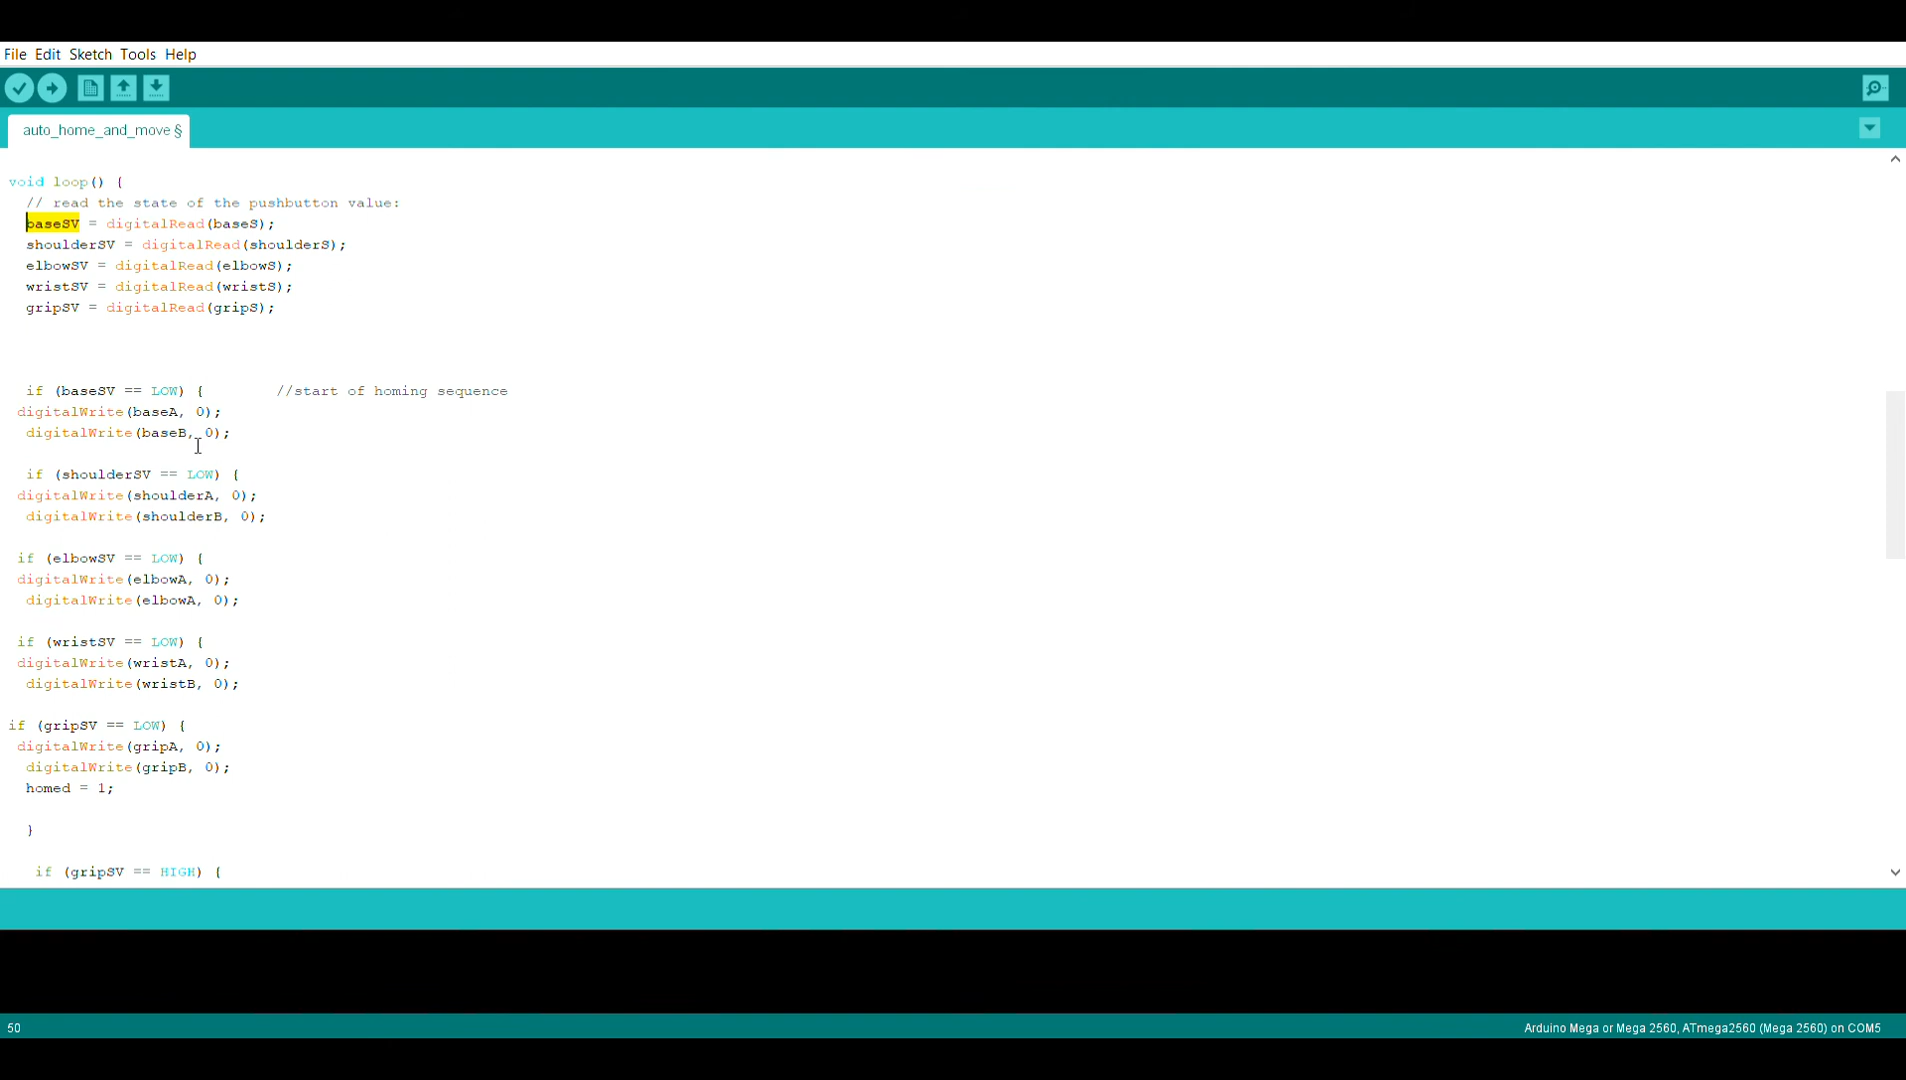 File Edit Sketch Tools Help
auto_home_and_move §
void loop() {
// read the state of the pushbutton value:
baseSV = digitalRead(baseS);
shoulderSV = digitalRead(shoulderS);
elbowSV = digitalRead(elbowS);
wristSV = digitalRead(wristS);
gripSV = digitalRead(gripS);
if (baseSV == LOW) { //start of homing sequence
digitalWrite(baseA, 0);
digitalWrite(baseB, 0);
if (shoulderSV == LOW) {
digitalWrite(shoulderA, 0);
digitalWrite(shoulderB, 0);
if (elbowSV == LOW) {
digitalWrite(elbowA, 0);
digitalWrite(elbowA, 0);
if (wristSV == LOW) {
digitalWrite(wristA, 0);
digitalWrite(wristB, 0);
if (gripSV == LOW) {
digitalWrite(gripA, 0);
digitalWrite(gripB, 0);
homed = 1;
}
if (gripSV == HIGH) {
50
Arduino Mega or Mega 2560, ATmega2560 (Mega 2560) on COM5